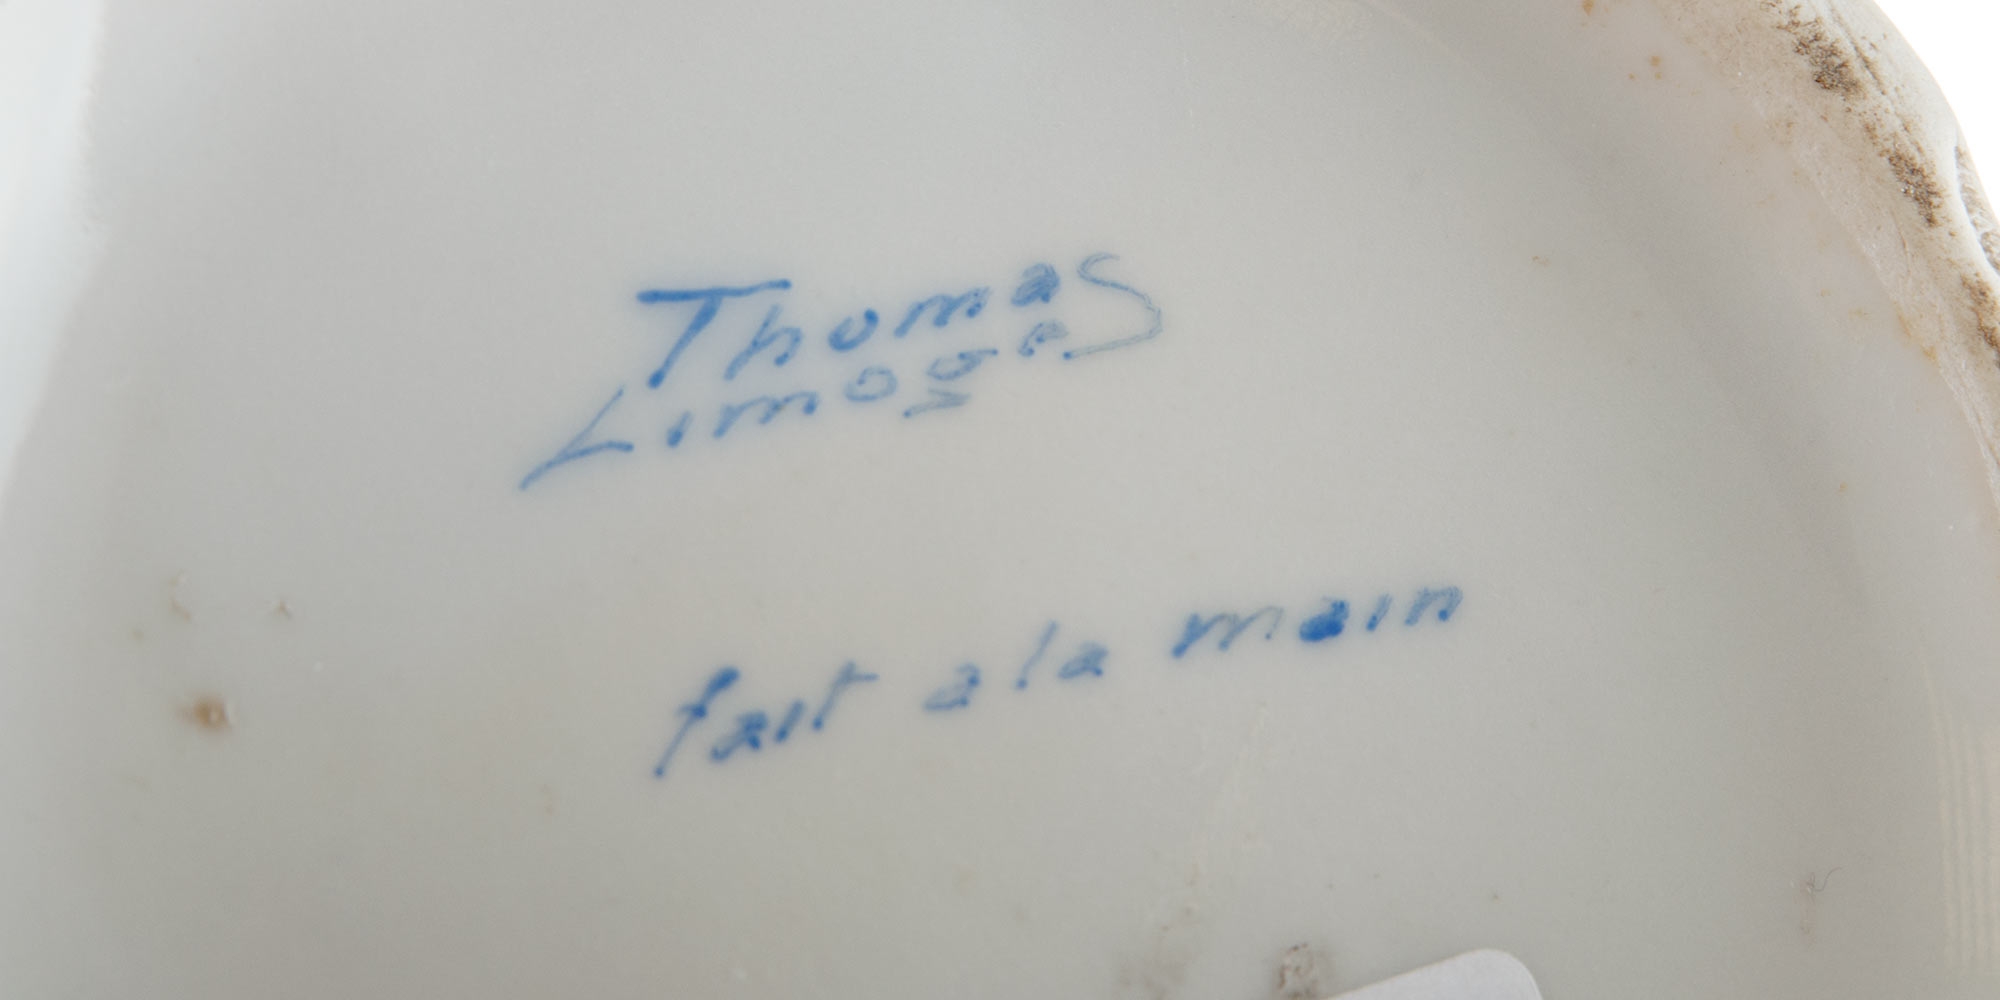 Thomas
Limoges
fait a la main